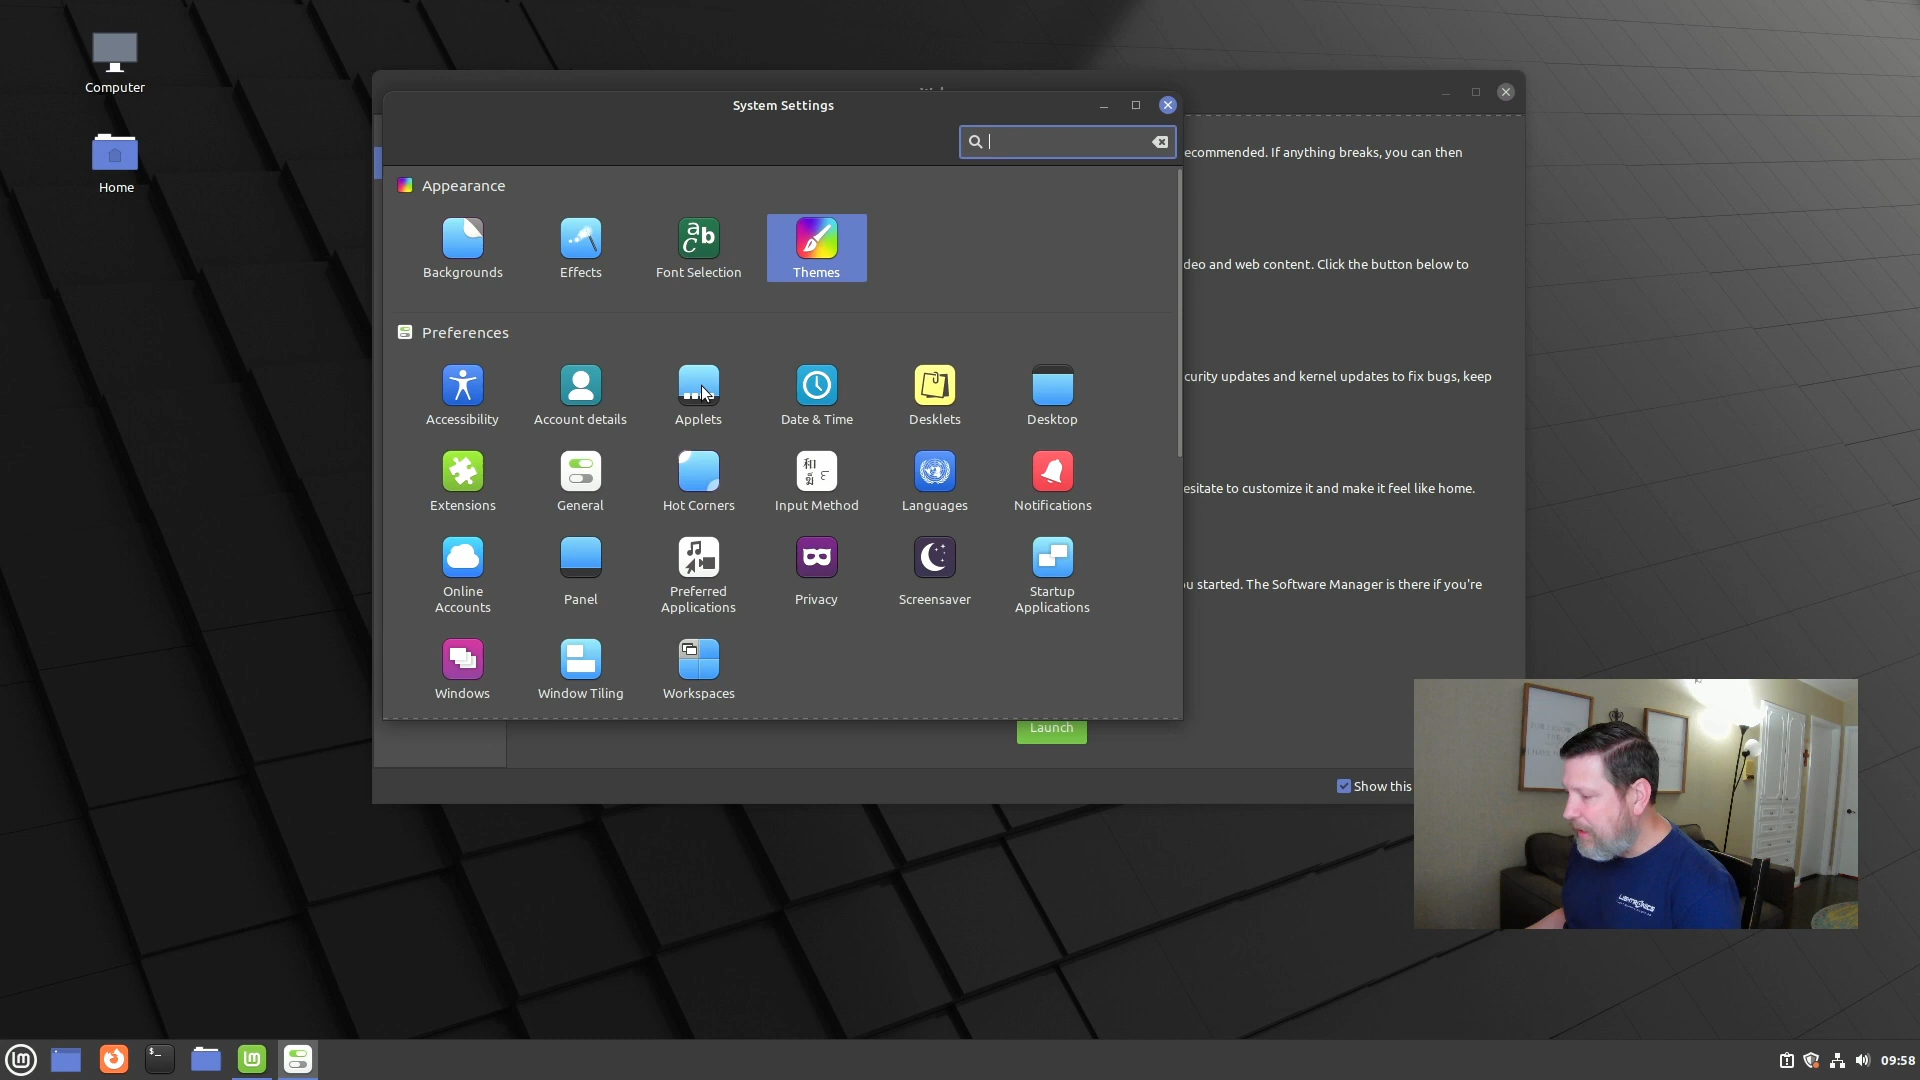 Computer
Home
System Settings
Appearance
Backgrounds
Effects
Font Selection
Themes
Preferences
Accessibility
Account details
Applets
Date & Time
Desklets
Desktop
Extensions
General
Hot Corners
Input Method
Languages
Notifications
Online
Accounts
Panel
Preferred
Applications
Privacy
Screensaver
Startup
Applications
Windows
Window Tiling
Workspaces
ecommended. If anything breaks, you can then
deo and web content. Click the button below to
curity updates and kernel updates to fix bugs, keep
esitate to customize it and make it feel like home.
ou started. The Software Manager is there if you're
Launch
Show this
09:58